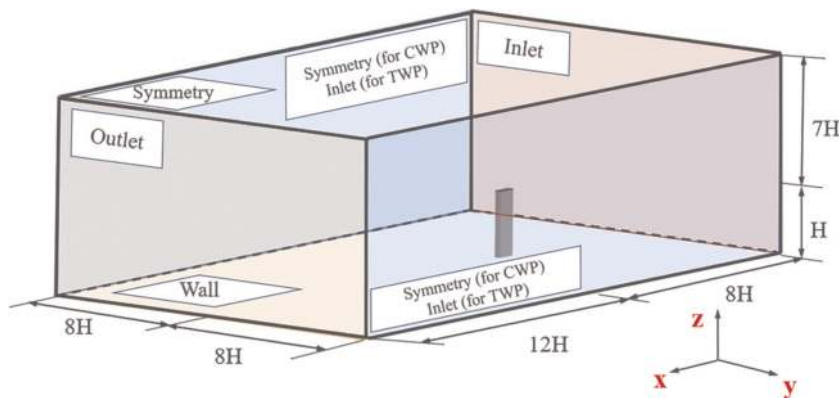 Symmetry (for CWP)
Inlet (for TWP)
Inlet
Symmetry
Outlet
7H
H
Wall
Symmetry (for CWP)
Inlet (for TWP)
8H
8H
12H
8H
z
x
y